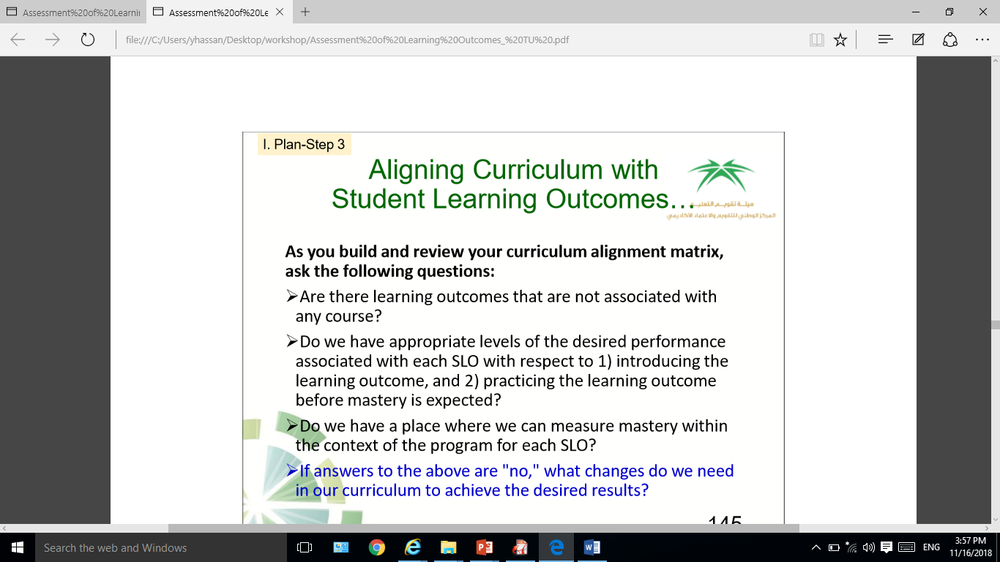 Assessment%20of%20Learnin
Assessment%20of%20Le
file:///C:/Users/yhassan/Desktop/workshop/Assessment%20of%20Learning%20Outcomes_%20TU%20.pdf
I. Plan-Step 3
Aligning Curriculum with
Student Learning Outcomes…
هيئة تقويم التعليم
المركز الوطني للتقويم والاعتماد الأكاديمي
As you build and review your curriculum alignment matrix,
ask the following questions:
➢Are there learning outcomes that are not associated with
any course?
➢Do we have appropriate levels of the desired performance
associated with each SLO with respect to 1) introducing the
learning outcome, and 2) practicing the learning outcome
before mastery is expected?
➢Do we have a place where we can measure mastery within
the context of the program for each SLO?
➢If answers to the above are "no," what changes do we need
in our curriculum to achieve the desired results?
145
Search the web and Windows
ENG
3:57 PM
11/16/2018